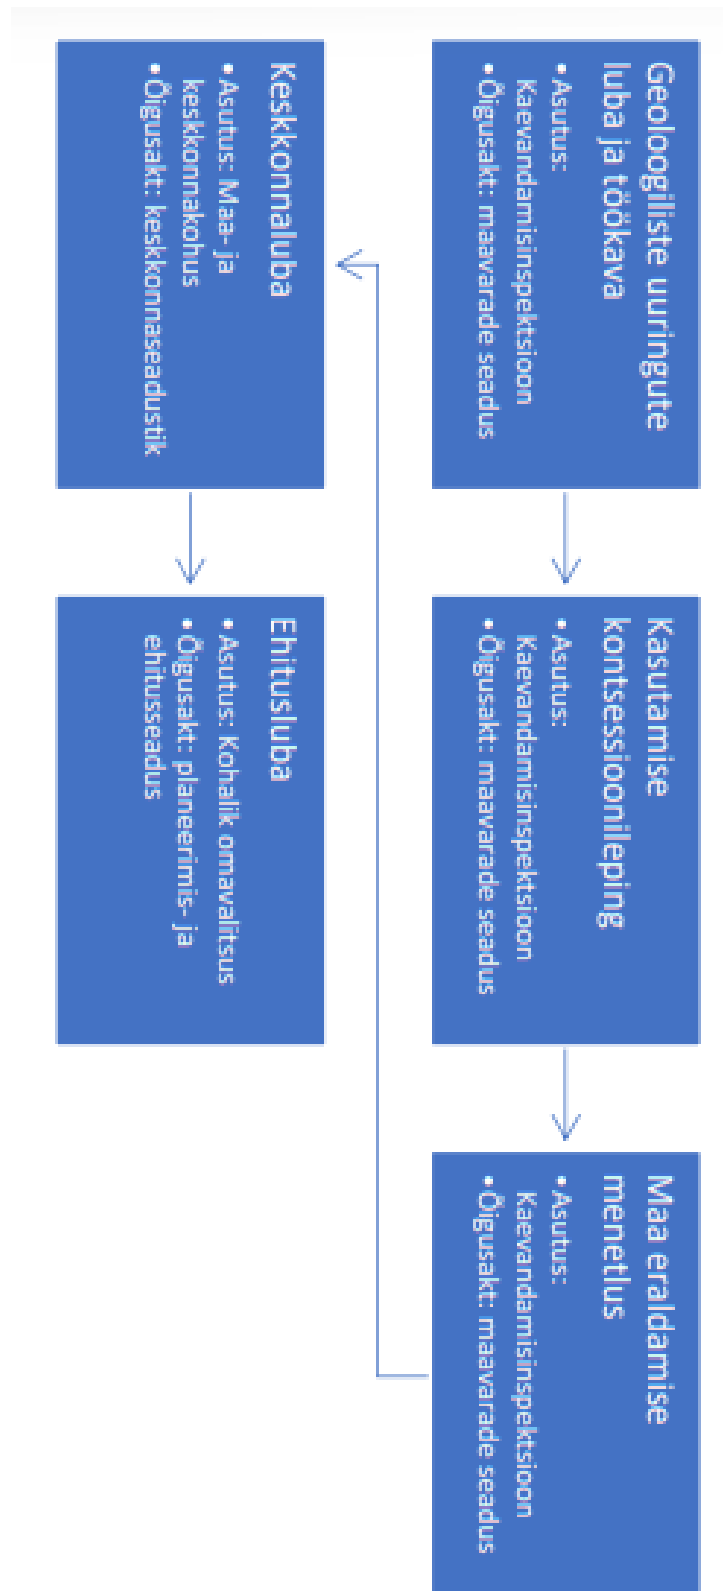 Geoloogiliste uuringute
luba ja töökava
• Asutus:
Kaevandamisinspektsioon
• Õigusakt: maavarade seadus
Kasutamise
kontsessioonileping
• Asutus:
Kaevandamisinspektsioon
• Õigusakt: maavarade seadus
Maa eraldamise
menetlus
• Asutus:
Kaevandamisinspektsioon
• Õigusakt: maavarade seadus
Keskkonnaluba
• Asutus: Maa- ja
keskkonnakohus
• Õigusakt: keskkonnaseadustik
Ehitusluba
• Asutus: Kohalik omavalitsus
• Õigusakt: planeerimis- ja
ehitusseadus